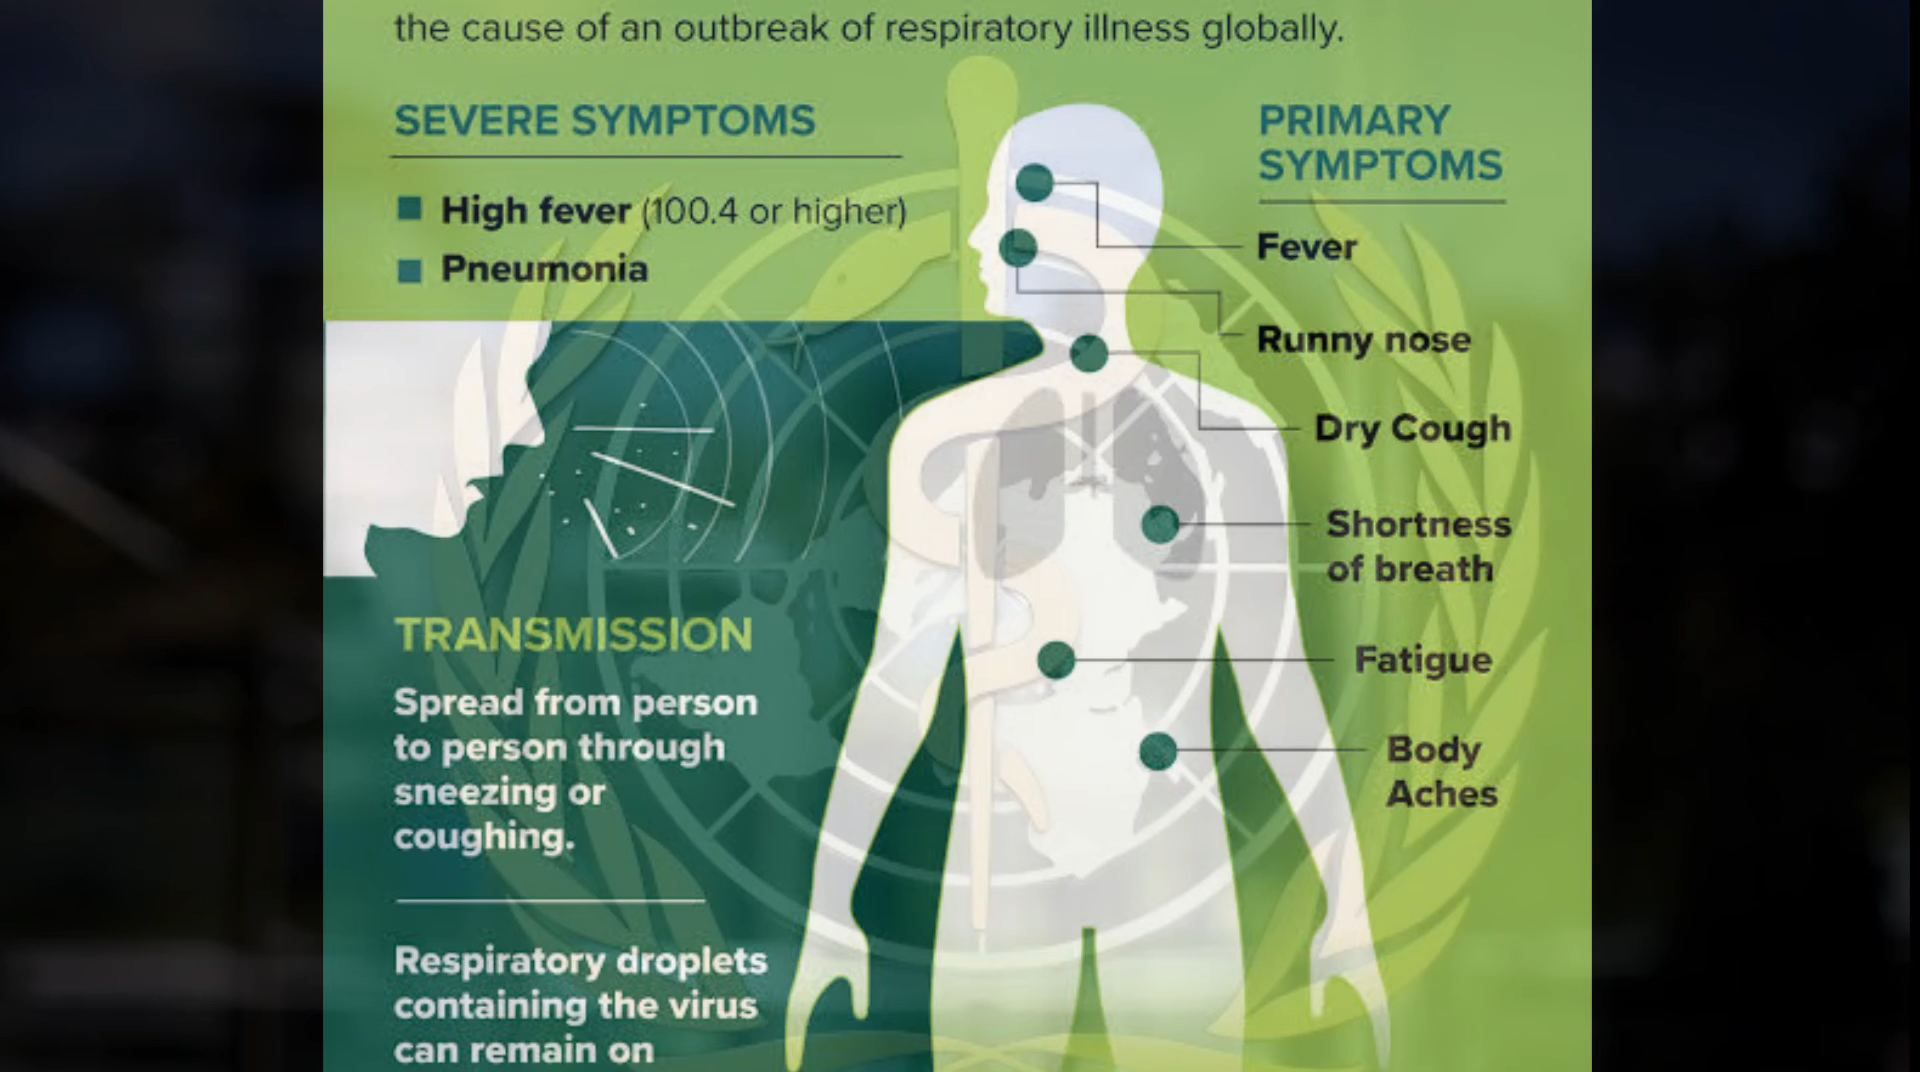 the cause of an outbreak of respiratory illness globally.
SEVERE SYMPTOMS
High fever (100.4 or higher)
Pneumonia
PRIMARY
SYMPTOMS
Fever
Runny nose
Dry Cough
Shortness
of breath
Fatigue
Body
Aches
TRANSMISSION
Spread from person
to person through
sneezing or
coughing.
Respiratory droplets
containing the virus
can remain on